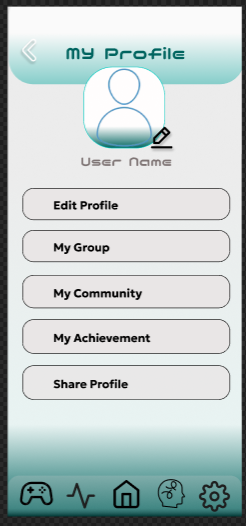 My Profile
User Name
Edit Profile
My Group
My Community
My Achievement
Share Profile